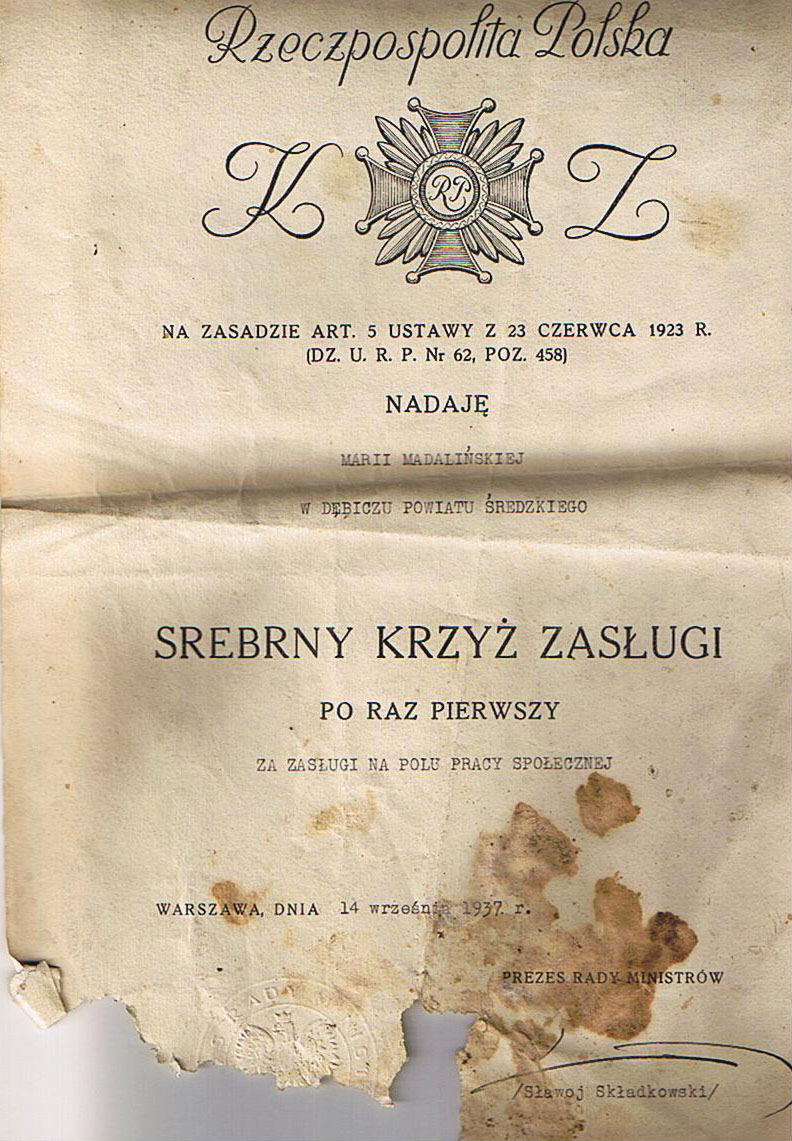 Rzeczpospolita Polska
K RP Z
NA ZASADZIE ART. 5 USTAWY Z 23 CZERWCA 1923 R.
(DZ. U. R. P. Nr 62, POZ. 458)
NADAJĘ
MARII MADALIŃSKIEJ
W DĘBICZU POWIATU ŚREDZKIEGO
SREBRNY KRZYŻ ZASŁUGI
PO RAZ PIERWSZY
ZA ZASŁUGI NA POLU PRACY SPOŁECZNEJ
WARSZAWA, DNIA 14 września 1937 r.
PREZES RADY MINISTRÓW
/Sławoj Składkowski/